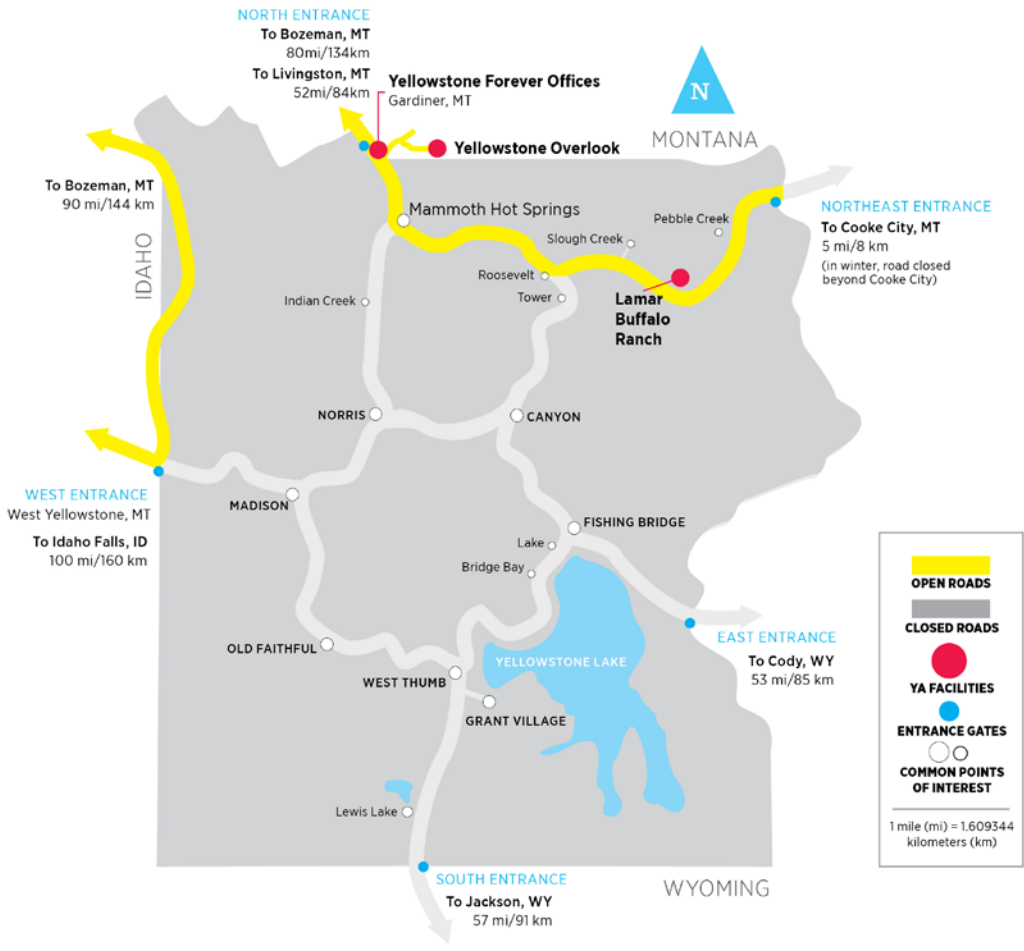 NORTH ENTRANCE
To Bozeman, MT
80mi/134km
To Livingston, MT
52mi/84km
Yellowstone Forever Offices
Gardiner, MT
Yellowstone Overlook
N
MONTANA
To Bozeman, MT
90 mi/144 km
IDAHO
Mammoth Hot Springs
Pebble Creek
Slough Creek
Roosevelt
Tower
Indian Creek
Lamar
Buffalo
Ranch
NORTHEAST ENTRANCE
To Cooke City, MT
5 mi/8 km
(in winter, road closed
beyond Cooke City)
NORRIS
CANYON
WEST ENTRANCE
West Yellowstone, MT
To Idaho Falls, ID
100 mi/160 km
MADISON
FISHING BRIDGE
Lake
Bridge Bay
OLD FAITHFUL
YELLOWSTONE LAKE
WEST THUMB
GRANT VILLAGE
EAST ENTRANCE
To Cody, WY
53 mi/85 km
Lewis Lake
SOUTH ENTRANCE
To Jackson, WY
57 mi/91 km
WYOMING
OPEN ROADS
CLOSED ROADS
YA FACILITIES
ENTRANCE GATES
COMMON POINTS
OF INTEREST
1 mile (mi) = 1.609344
kilometers (km)